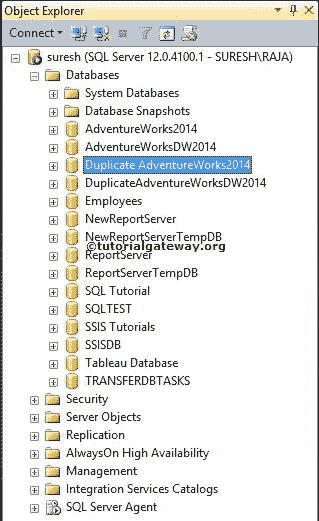 Object Explorer
Connect
suresh (SQL Server 12.0.4100.1 - SURESH\RAJA)
Databases
System Databases
Database Snapshots
AdventureWorks2014
AdventureWorksDW2014
Duplicate AdventureWorks2014
DuplicateAdventureWorksDW2014
Employees
NewReportServer
NewReportServerTempDB
©tutorialgateway.org
ReportServer
ReportServerTempDB
SQL Tutorial
SQLTEST
SSIS Tutorials
SSISDB
Tableau Database
TRANSFERDBTASKS
Security
Server Objects
Replication
AlwaysOn High Availability
Management
Integration Services Catalogs
SQL Server Agent